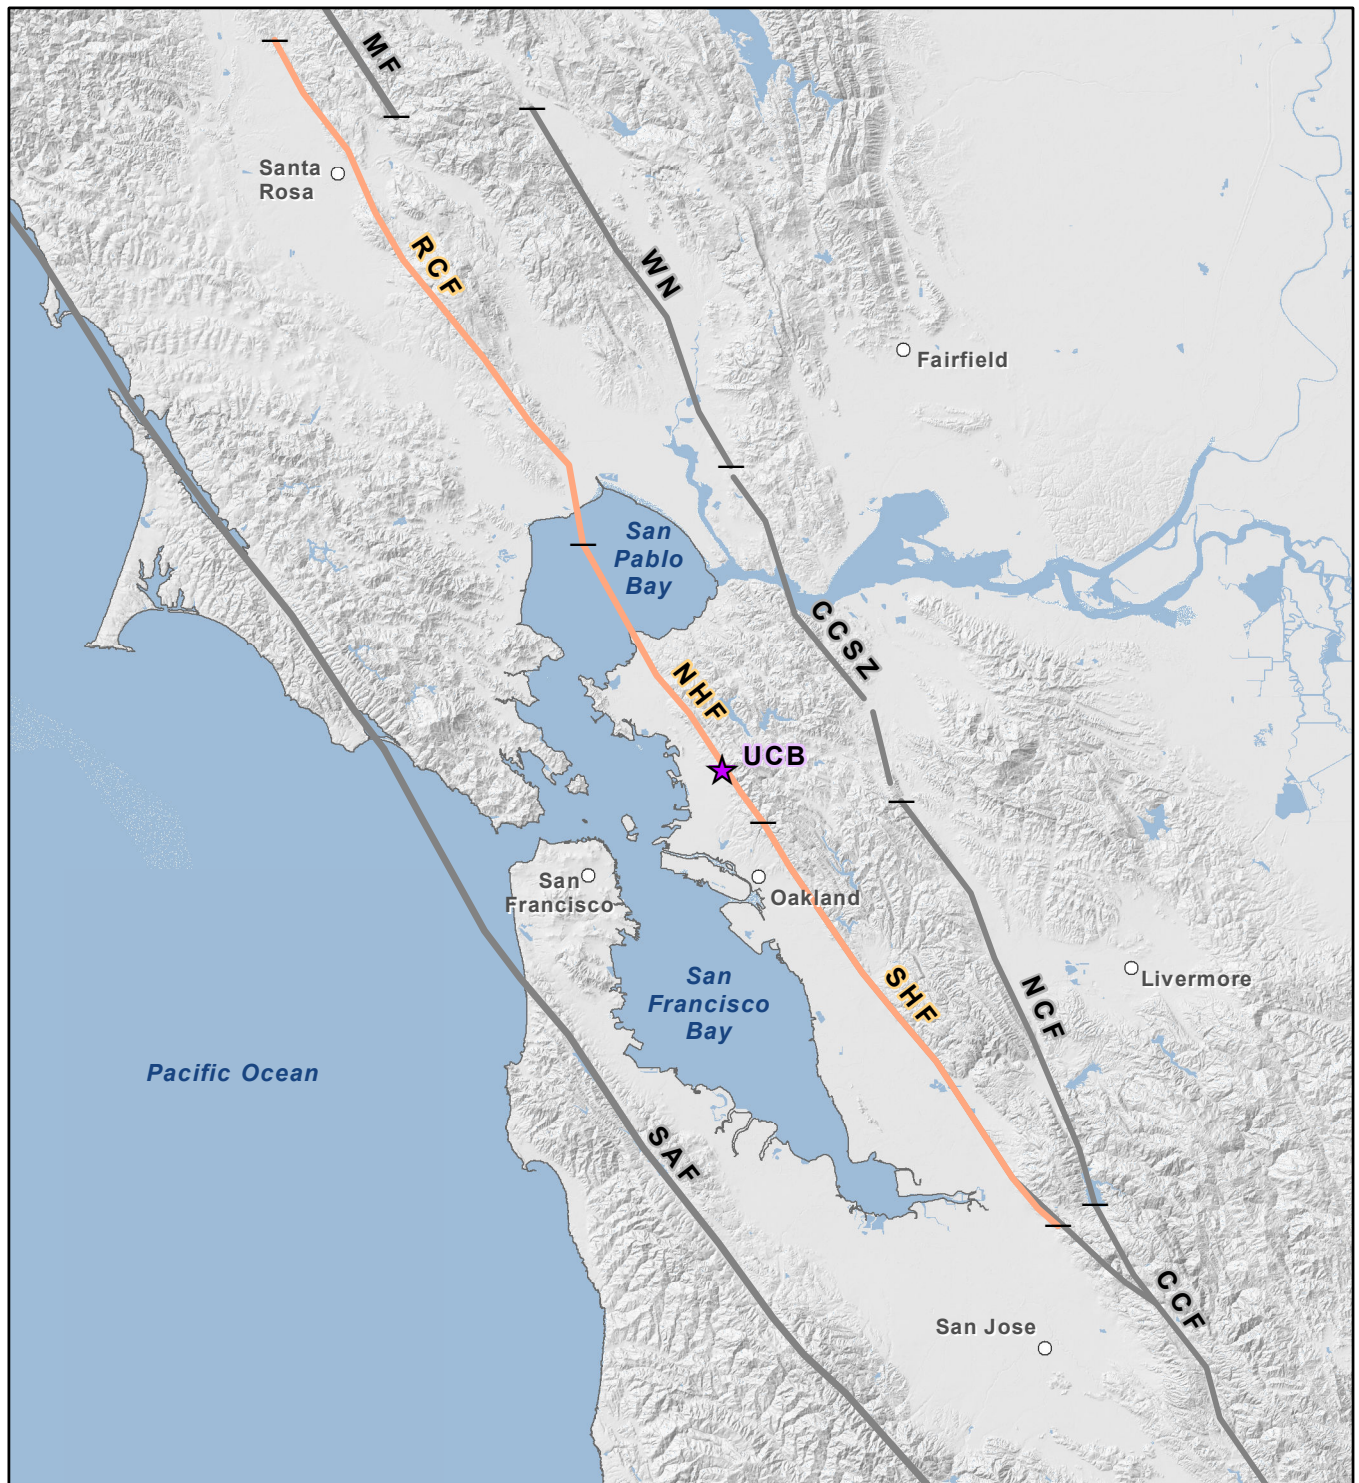 MF
Santa
Rosa
RCF
WN
Fairfield
San
Pablo
Bay
CCSZ
NHF
UCB
San
Francisco
Oakland
Livermore
San
Francisco
Bay
SHF
NCF
Pacific Ocean
SAF
CCF
San Jose